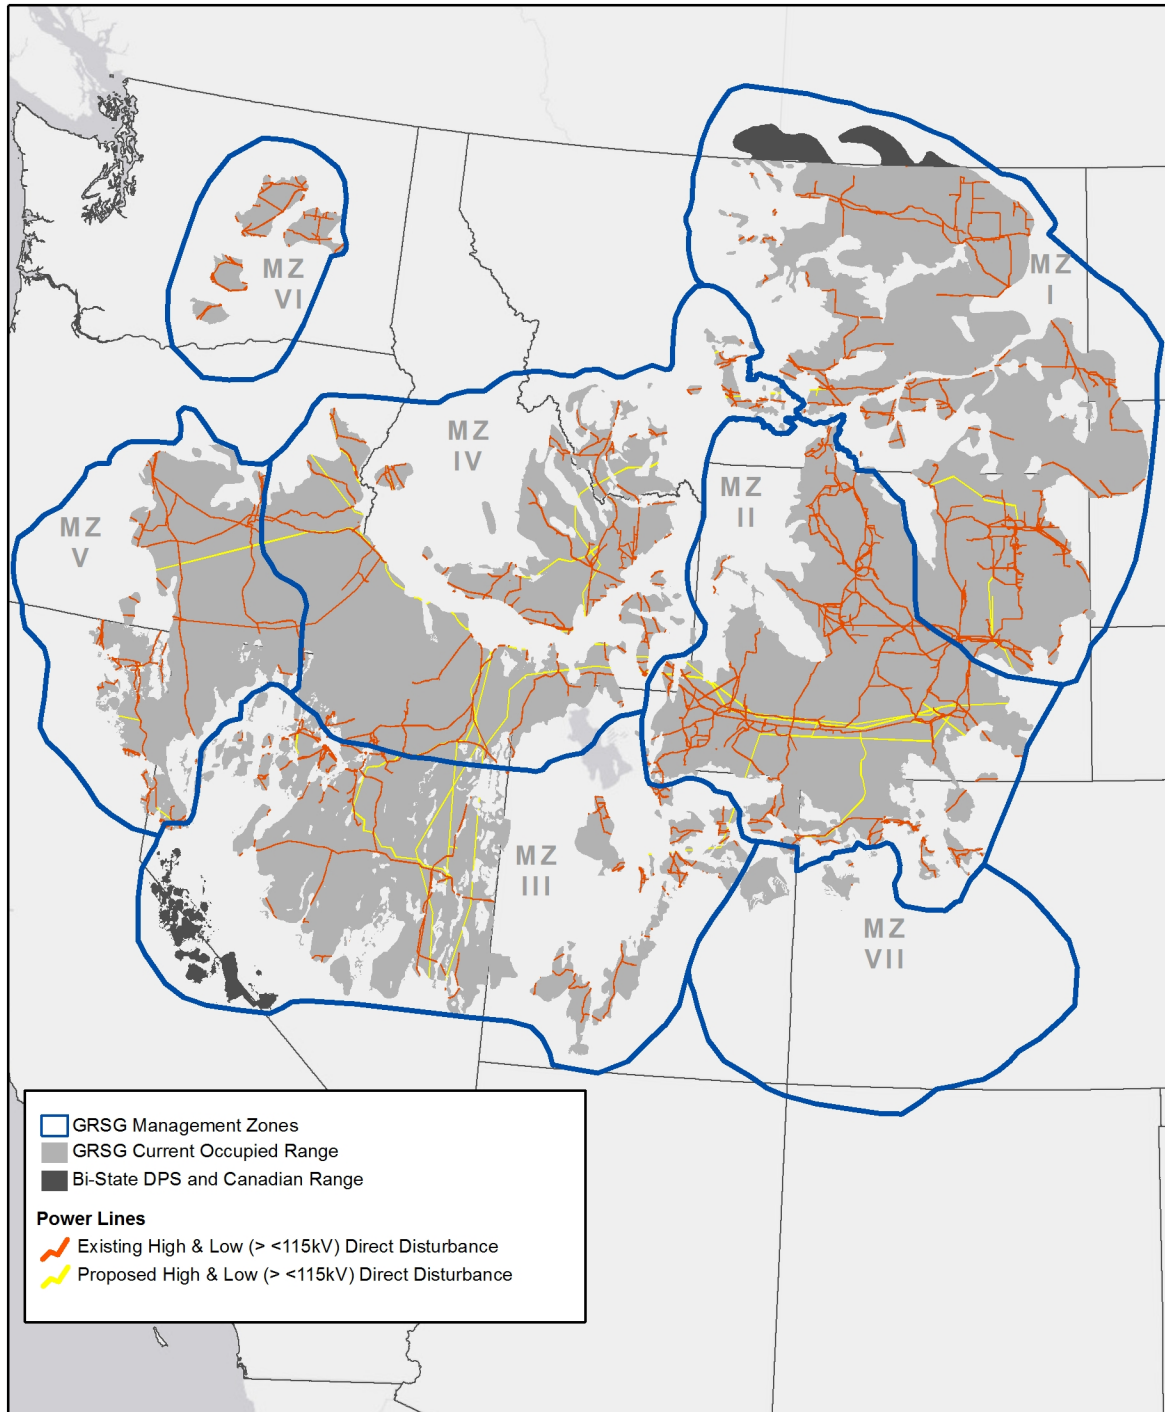 MZ
VI
MZ
I
MZ
IV
MZ
II
MZ
V
MZ
III
MZ
VII
GRSG Management Zones
GRSG Current Occupied Range
Bi-State DPS and Canadian Range
Power Lines
Existing High & Low (> <115kV) Direct Disturbance
Proposed High & Low (> <115kV) Direct Disturbance